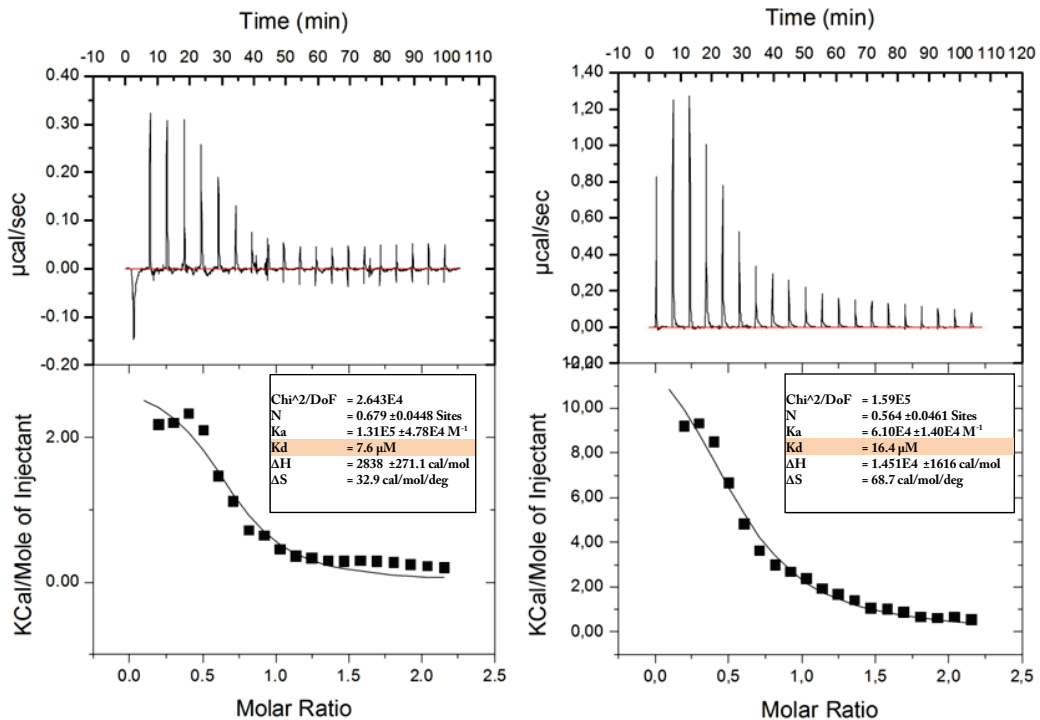 Time (min)
-10 0 10 20 30 40 50 60 70 80 90 100 110
0.40
0.30
0.20
0.10
0.00
-0.10
-0.20
µcal/sec
2.00
0.00
KCal/Mole of Injectant
Chi^2/DoF = 2.643E4
N = 0.679 ±0.0448 Sites
Ka = 1.31E5 ±4.78E4 M⁻¹
Kd = 7.6 µM
ΔH = 2838 ±271.1 cal/mol
ΔS = 32.9 cal/mol/deg
0.0 0.5 1.0 1.5 2.0 2.5
Molar Ratio
Time (min)
-10 0 10 20 30 40 50 60 70 80 90 100 110 120
1,40
1,20
1,00
0,80
0,60
0,40
0,20
0,00
µcal/sec
10,00
8,00
6,00
4,00
2,00
0,00
KCal/Mole of Injectant
Chi^2/DoF = 1.59E5
N = 0.564 ±0.0461 Sites
Ka = 6.10E4 ±1.40E4 M⁻¹
Kd = 16.4 µM
ΔH = 1.451E4 ±1616 cal/mol
ΔS = 68.7 cal/mol/deg
0,0 0,5 1,0 1,5 2,0 2,5
Molar Ratio